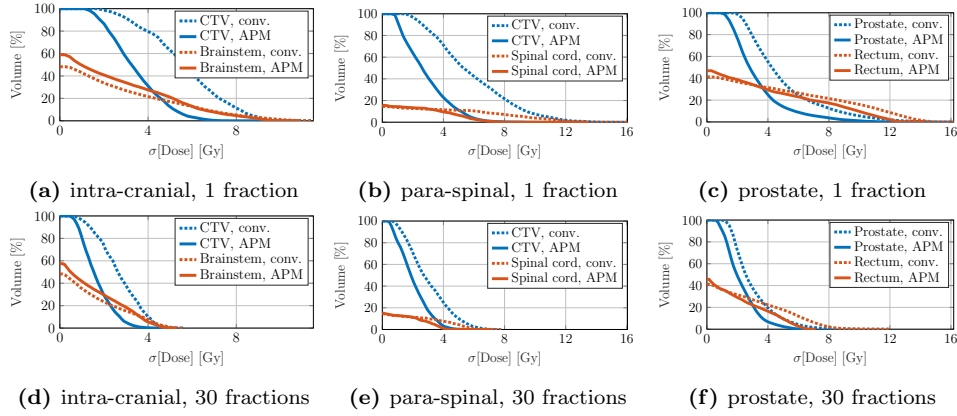 100
80
60
40
20
0
Volume [%]
0
4
8
σ[Dose] [Gy]
CTV, conv.
CTV, APM
Brainstem, conv.
Brainstem, APM
(a) intra-cranial, 1 fraction
100
80
60
40
20
0
Volume [%]
0
4
8
12
16
σ[Dose] [Gy]
CTV, conv.
CTV, APM
Spinal cord, conv.
Spinal cord, APM
(b) para-spinal, 1 fraction
100
80
60
40
20
0
Volume [%]
0
4
8
12
16
σ[Dose] [Gy]
Prostate, conv.
Prostate, APM
Rectum, conv.
Rectum, APM
(c) prostate, 1 fraction
100
80
60
40
20
0
Volume [%]
0
4
8
σ[Dose] [Gy]
CTV, conv.
CTV, APM
Brainstem, conv.
Brainstem, APM
(d) intra-cranial, 30 fractions
100
80
60
40
20
0
Volume [%]
0
4
8
12
16
σ[Dose] [Gy]
CTV, conv.
CTV, APM
Spinal cord, conv.
Spinal cord, APM
(e) para-spinal, 30 fractions
100
80
60
40
20
0
Volume [%]
0
4
8
12
16
σ[Dose] [Gy]
Prostate, conv.
Prostate, APM
Rectum, conv.
Rectum, APM
(f) prostate, 30 fractions